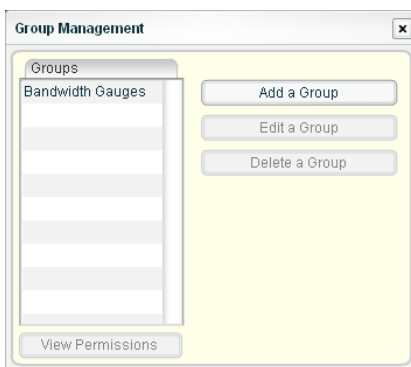 Group Management
Groups
Bandwidth Gauges
Add a Group
Edit a Group
Delete a Group
View Permissions